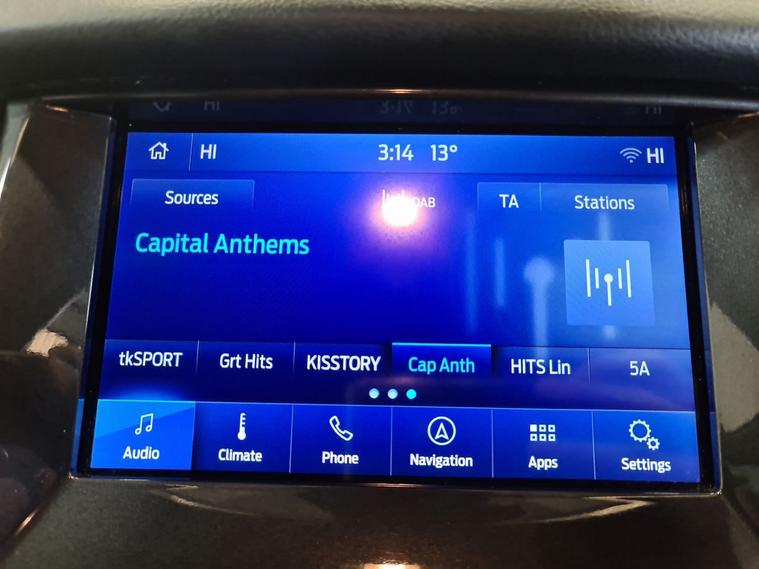 HI 3:14 13° HI
Sources DAB TA Stations
Capital Anthems
tkSPORT Grt Hits KISSTORY Cap Anth HITS Lin 5A
Audio Climate Phone Navigation Apps Settings